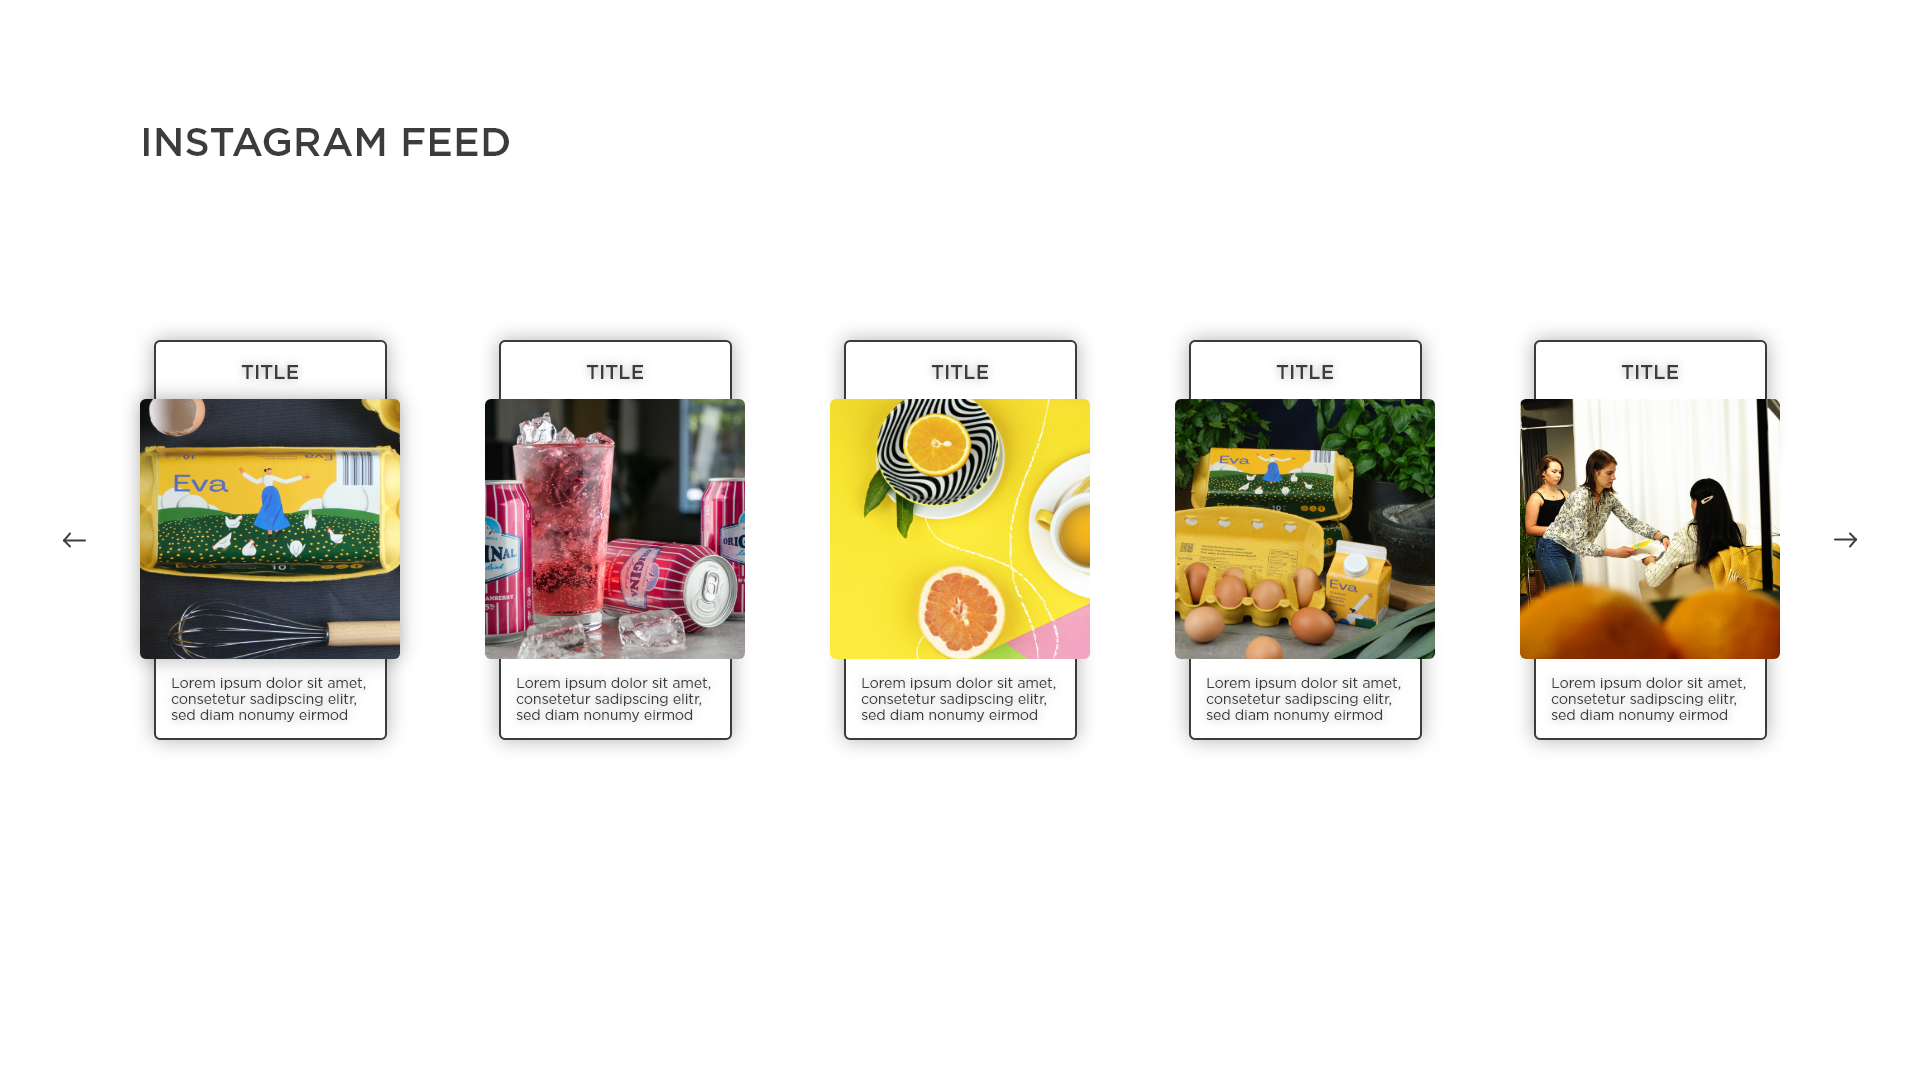 INSTAGRAM FEED
TITLE
Eva
10
Lorem ipsum dolor sit amet,
consetetur sadipscing elitr,
sed diam nonumy eirmod
TITLE
Lorem ipsum dolor sit amet,
consetetur sadipscing elitr,
sed diam nonumy eirmod
TITLE
Lorem ipsum dolor sit amet,
consetetur sadipscing elitr,
sed diam nonumy eirmod
TITLE
Eva
10
Eva
Lorem ipsum dolor sit amet,
consetetur sadipscing elitr,
sed diam nonumy eirmod
TITLE
Lorem ipsum dolor sit amet,
consetetur sadipscing elitr,
sed diam nonumy eirmod